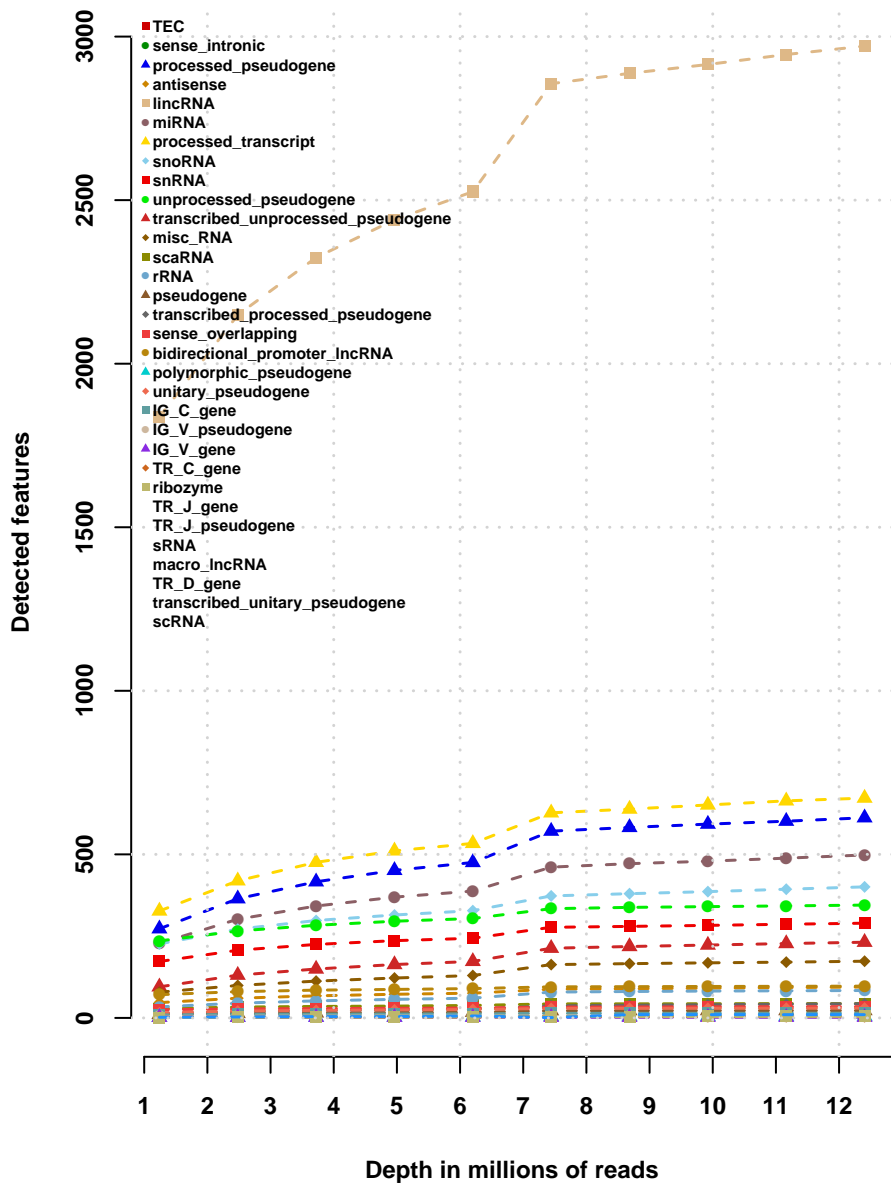 TEC
sense_intronic
processed_pseudogene
antisense
lincRNA
miRNA
processed_transcript
snoRNA
snRNA
unprocessed_pseudogene
transcribed_unprocessed_pseudogene
misc_RNA
scaRNA
rRNA
pseudogene
transcribed_processed_pseudogene
sense_overlapping
bidirectional_promoter_lncRNA
polymorphic_pseudogene
unitary_pseudogene
IG_C_gene
IG_V_pseudogene
IG_V_gene
TR_C_gene
ribozyme
TR_J_gene
TR_J_pseudogene
sRNA
macro_lncRNA
TR_D_gene
transcribed_unitary_pseudogene
scRNA
Detected features
3000
2500
2000
1500
1000
500
0
1 2 3 4 5 6 7 8 9 10 11 12
Depth in millions of reads